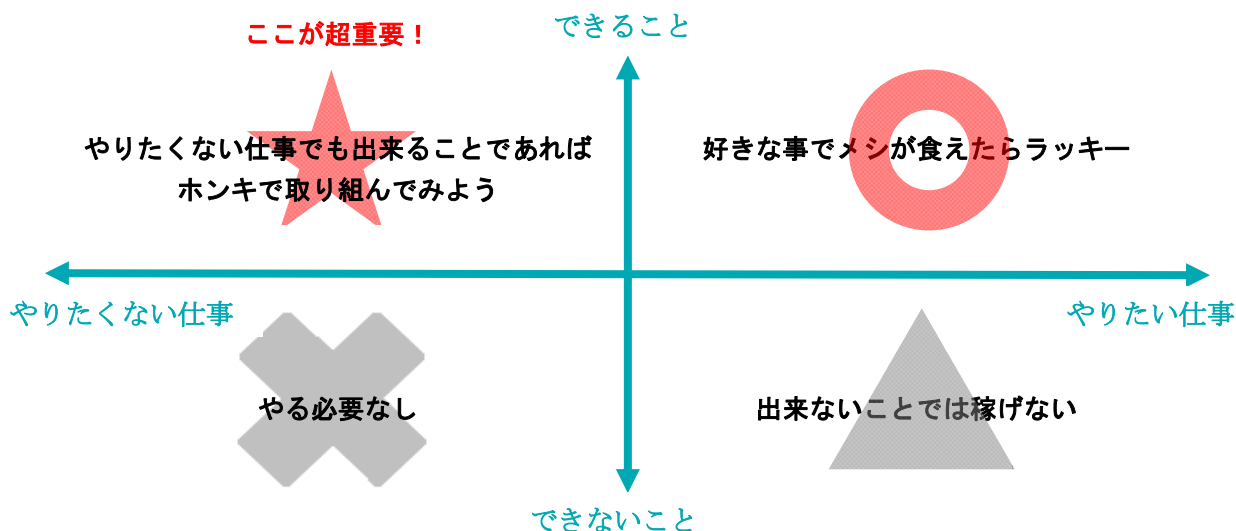 ここが超重要！
できること
やりたくない仕事でも出来ることであれば
ホンキで取り組んでみよう
好きな事でメシが食えたらラッキー
やりたくない仕事
やりたい仕事
やる必要なし
出来ないことでは稼げない
できないこと